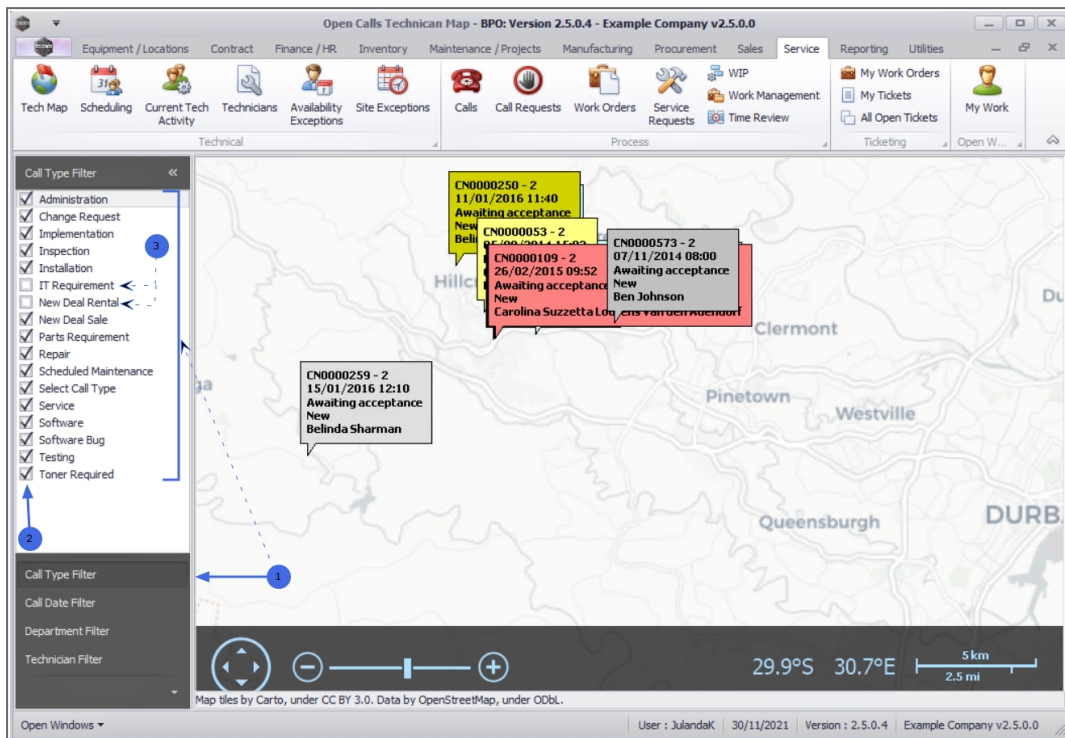 Open Calls Technican Map - BPO: Version 2.5.0.4 - Example Company v2.5.0.0
Equipment / Locations Contract Finance / HR Inventory Maintenance / Projects Manufacturing Procurement Sales Service Reporting Utilities
Tech Map
Scheduling
Current Tech
Activity
Technicians
Availability
Exceptions
Site Exceptions
Technical
Calls
Call Requests
Work Orders
Service
Requests
WIP
Work Management
Time Review
Process
My Work Orders
My Tickets
All Open Tickets
Ticketing
My Work
Open W...
Call Type Filter «
Administration
Change Request
Implementation
Inspection
Installation
IT Requirement
New Deal Rental
New Deal Sale
Parts Requirement
Repair
Scheduled Maintenance
Select Call Type
Service
Software
Software Bug
Testing
Toner Required
3
2
1
Call Type Filter
Call Date Filter
Department Filter
Technician Filter
CN0000250 - 2
11/01/2016 11:40
Awaiting acceptance
New
CN0000053 - 2
CN0000109 - 2
26/02/2015 09:52
Awaiting acceptance
New
Carolina Suzzetta
CN0000573 - 2
07/11/2014 08:00
Awaiting acceptance
New
Ben Johnson
CN0000259 - 2
15/01/2016 12:10
Awaiting acceptance
New
Belinda Sharman
Clermont
Pinetown
Westville
Queensburgh
DURB
29.9°S 30.7°E
5 km
2.5 mi
Map tiles by Carto, under CC BY 3.0. Data by OpenStreetMap, under ODbL.
Open Windows
User : JulandaK 30/11/2021 Version : 2.5.0.4 Example Company v2.5.0.0